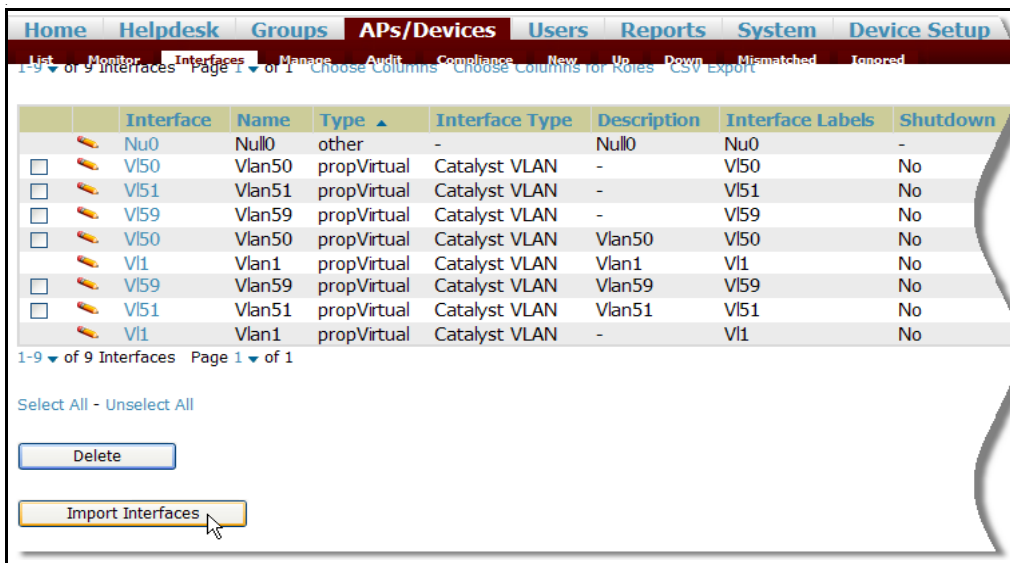 Home Helpdesk Groups APs/Devices Users Reports System Device Setup
List Monitor Interfaces Manage Audit Compliance New Up Down Mismatched Ignored
1-9 of 9 Interfaces Page 1 of 1 Choose Columns Choose Columns for Roles CSV Export
Interface Name Type Interface Type Description Interface Labels Shutdown
Nu0 Null0 other - Null0 Nu0 -
Vl50 Vlan50 propVirtual Catalyst VLAN - Vl50 No
Vl51 Vlan51 propVirtual Catalyst VLAN - Vl51 No
Vl59 Vlan59 propVirtual Catalyst VLAN - Vl59 No
Vl50 Vlan50 propVirtual Catalyst VLAN Vlan50 Vl50 No
Vl1 Vlan1 propVirtual Catalyst VLAN Vlan1 Vl1 No
Vl59 Vlan59 propVirtual Catalyst VLAN Vlan59 Vl59 No
Vl51 Vlan51 propVirtual Catalyst VLAN Vlan51 Vl51 No
Vl1 Vlan1 propVirtual Catalyst VLAN - Vl1 No
1-9 of 9 Interfaces Page 1 of 1
Select All - Unselect All
Delete
Import Interfaces